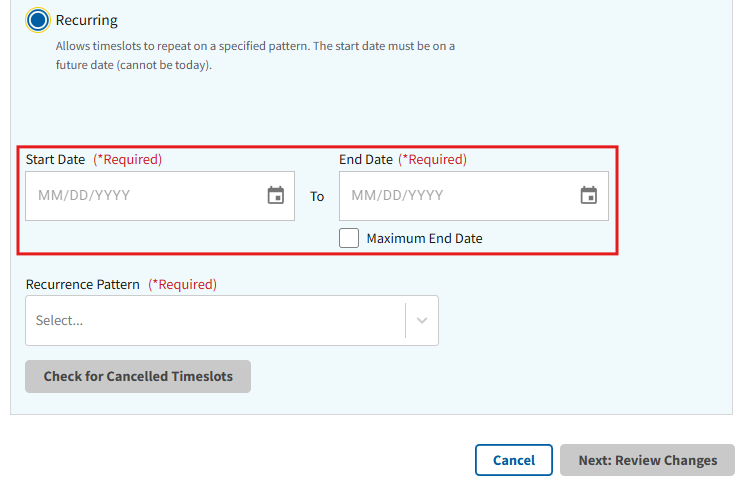 Recurring
Allows timeslots to repeat on a specified pattern. The start date must be on a
future date (cannot be today).
Start Date (*Required)
End Date (*Required)
MM/DD/YYYY
To
MM/DD/YYYY
Maximum End Date
Recurrence Pattern (*Required)
Select...
Check for Cancelled Timeslots
Cancel
Next: Review Changes